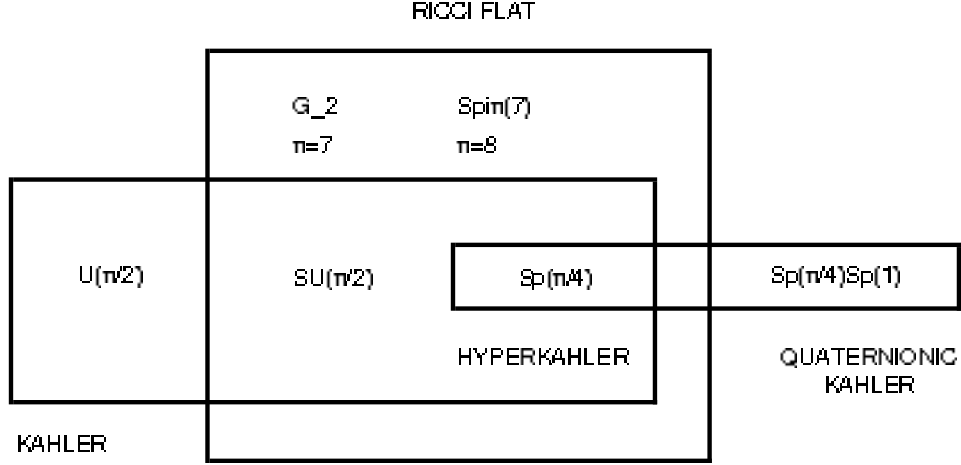 RICCI FLAT
G_2 Spin(7)
n=7 n=8
U(n/2) SU(n/2) Sp(n/4) Sp(n/4)Sp(1)
HYPERKAHLER QUATERNIONIC
KAHLER
KAHLER